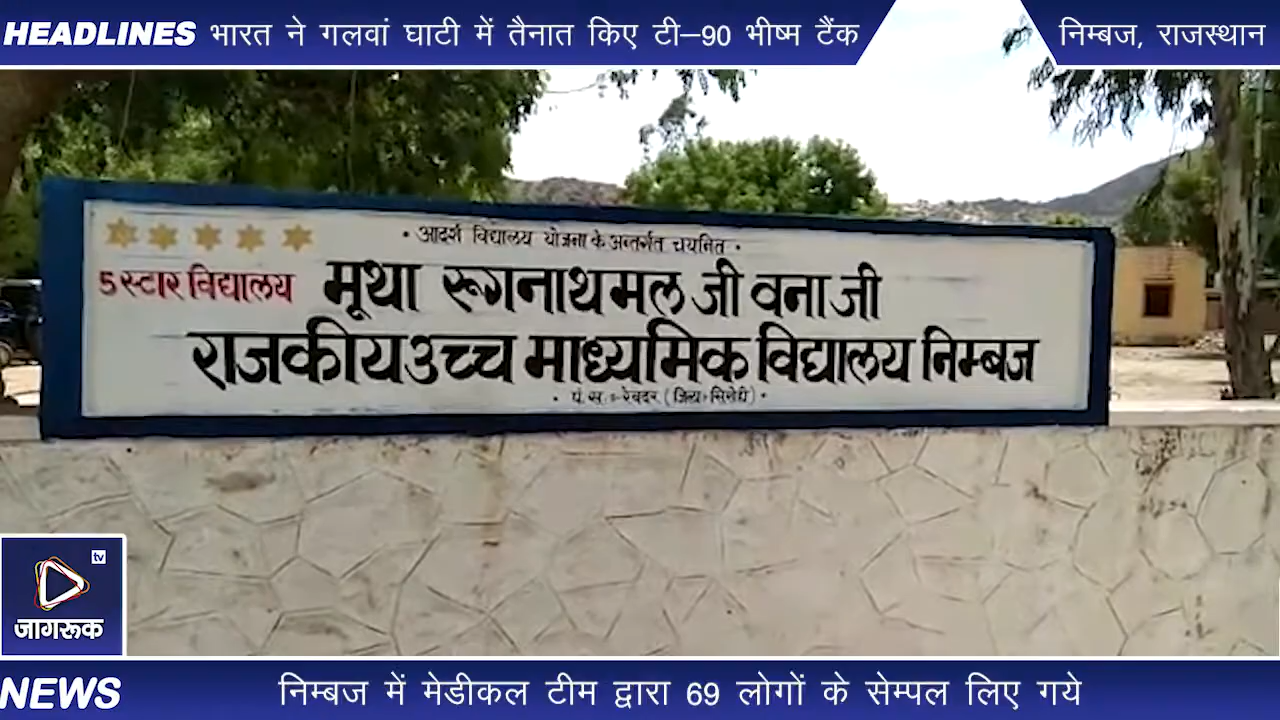 HEADLINES भारत ने गलवां घाटी में तैनात किए टी–90 भीष्म टैंक
निम्बज, राजस्थान
• आदर्श विद्यालय योजना के अन्तर्गत चयनित •
5 स्टार विद्यालय
मूथा रूगनाथमल जी वनाजी
राजकीय उच्च माध्यमिक विद्यालय निम्बज
• पं. स. :- रेवदर (जिला > सिरोही) •
tv
जागरूक
NEWS निम्बज में मेडीकल टीम द्वारा 69 लोगों के सेम्पल लिए गये